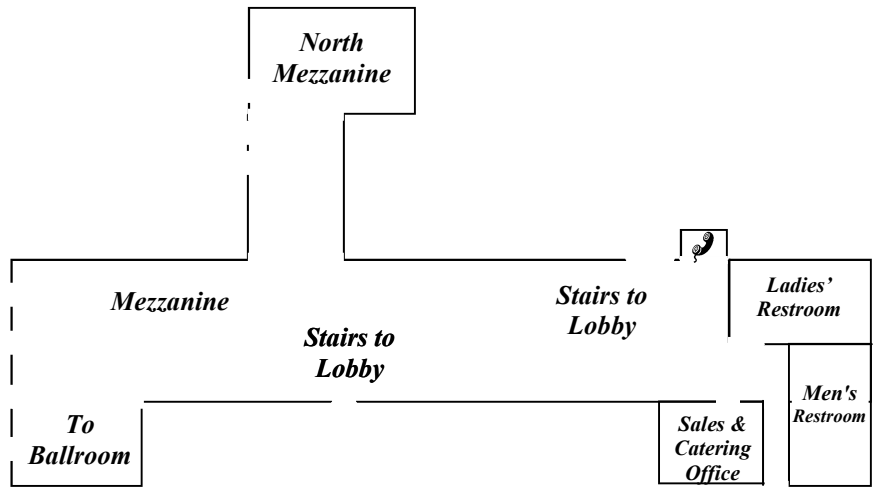 North
Mezzanine
Mezzanine
Stairs to
Lobby
Stairs to
Lobby
Ladies’
Restroom
Men's
Restroom
To
Ballroom
Sales &
Catering
Office